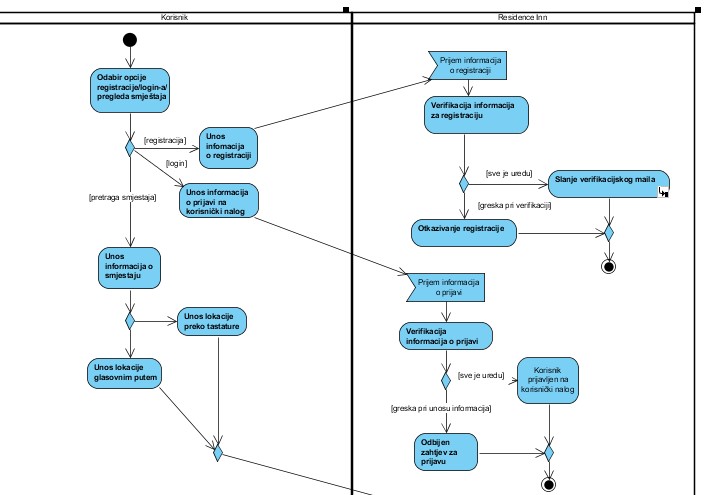 Korisnik
Residence Inn
Odabir opcije
registracije/login-a/
pregleda smještaja
[registracija]
[login]
[pretraga smjestaja]
Unos
infomacija
o registraciji
Unos informacija
o prijavi na
korisnički nalog
Unos
informacija o
smjestaju
Unos lokacije
preko tastature
Unos lokacije
glasovnim putem
Prijem informacija
o registraciji
Verifikacija informacija
za registraciju
[sve je uredu]
Slanje verifikacijskog maila
[greska pri verifikaciji]
Otkazivanje registracije
Prijem informacija
o prijavi
Verifikacija
informacija o prijavi
[sve je uredu]
Korisnik
prijavljen na
korisnički nalog
[greska pri unosu informacija]
Odbijen
zahtjev za
prijavu